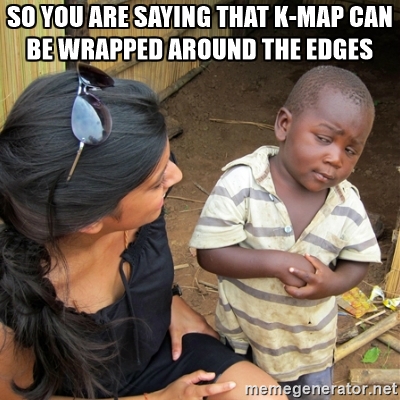 SO YOU ARE SAYING THAT K-MAP CAN
BE WRAPPED AROUND THE EDGES
memegenerator.net